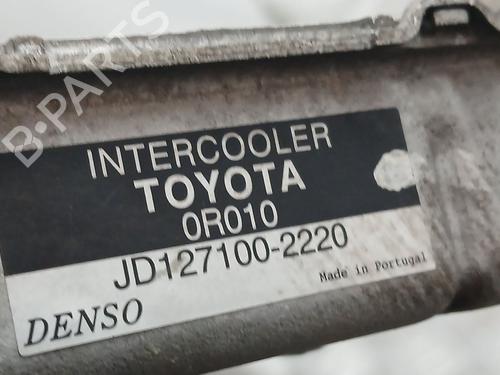 B-PARTS
INTERCOOLER
TOYOTA
0R010
JD127100-2220
Made in Portugal
DENSO